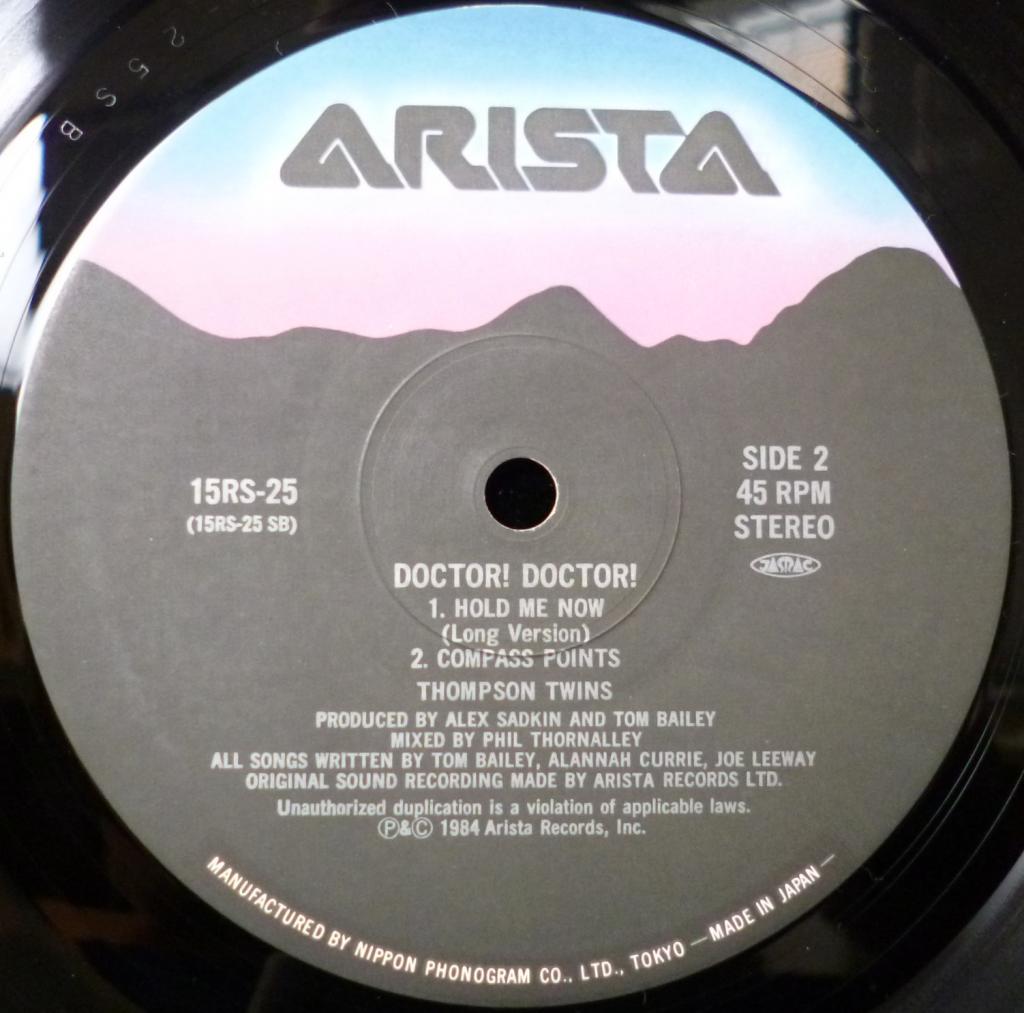 25SB
ARISTA
15RS-25
(15RS-25 SB)
SIDE 2
45 RPM
STEREO
JASRAC
DOCTOR! DOCTOR!
1. HOLD ME NOW
(Long Version)
2. COMPASS POINTS
THOMPSON TWINS
PRODUCED BY ALEX SADKIN AND TOM BAILEY
MIXED BY PHIL THORNALLEY
ALL SONGS WRITTEN BY TOM BAILEY, ALANNAH CURRIE, JOE LEEWAY
ORIGINAL SOUND RECORDING MADE BY ARISTA RECORDS LTD.
Unauthorized duplication is a violation of applicable laws.
Ⓟ&Ⓒ 1984 Arista Records, Inc.
MANUFACTURED BY NIPPON PHONOGRAM CO., LTD., TOKYO —MADE IN JAPAN—